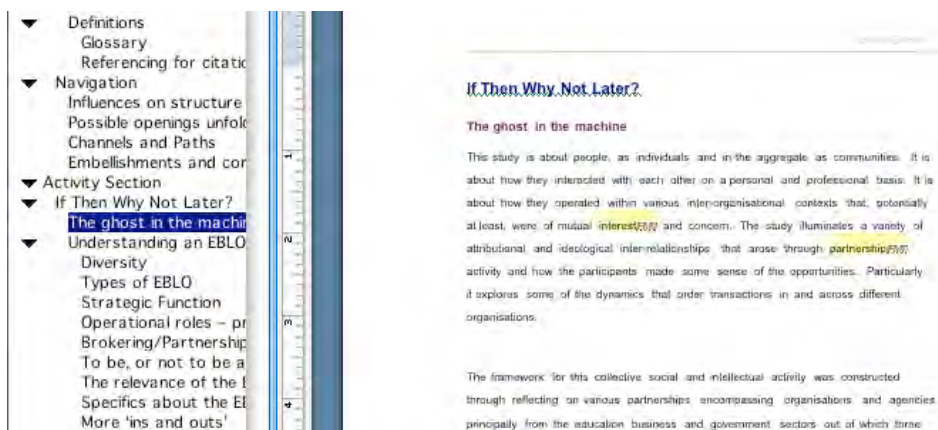 Definitions
Glossary
Referencing for citatic
Navigation
Influences on structure
Possible openings unfold
Channels and Paths
Embellishments and cor
Activity Section
If Then Why Not Later?
The ghost in the machin
Understanding an EBLO
Diversity
Types of EBLO
Strategic Function
Operational roles – pr
Brokering/Partnership
To be, or not to be a
The relevance of the E
Specifics about the EB
More 'ins and outs'
1
2
3
4
If Then Why Not Later?
The ghost in the machine
This study is about people, as individuals and in the aggregate as communities. It is
about how they interacted with each other on a personal and professional basis. It is
about how they operated within various inter-organisational contexts that, potentially
at least, were of mutual interest and concern. The study illuminates a variety of
attributional and ideological inter-relationships that arose through partnership
activity and how the participants made some sense of the opportunities. Particularly
it explores some of the dynamics that order transactions in and across different
organisations.
The framework for this collective social and intellectual activity was constructed
through reflecting on various partnerships encompassing organisations and agencies
principally from the education business and government sectors out of which three